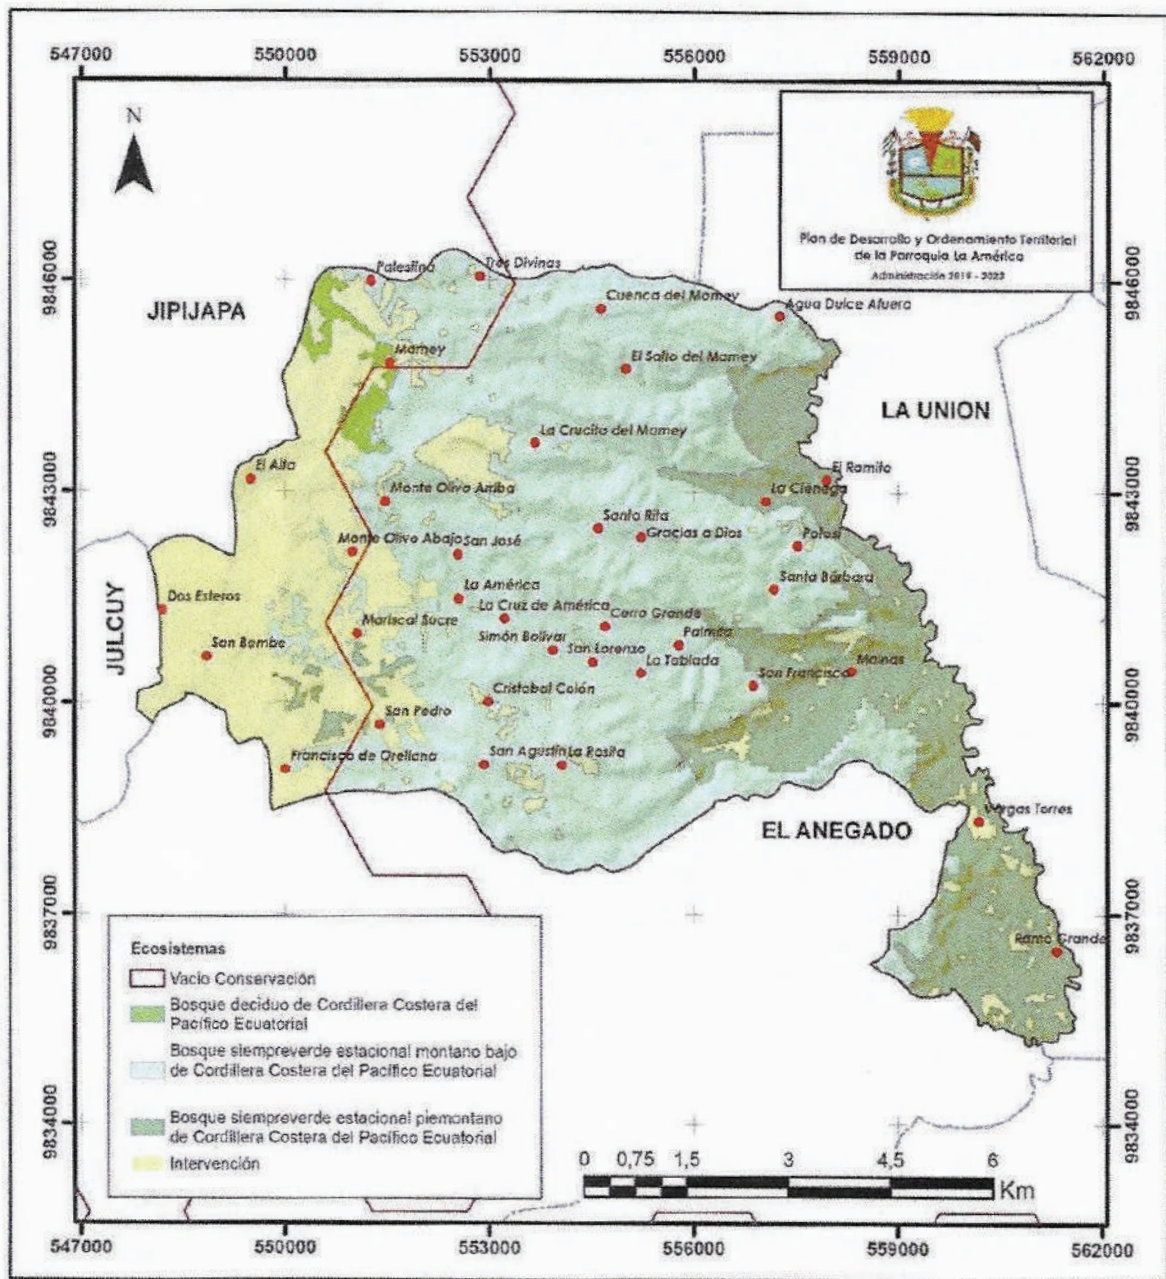 547000 550000 553000 556000 559000 562000
N
Plan de Desarrollo y Ordenamiento Territorial
de la Parroquia La América
Administración 2019 - 2023
9846000
9846000
Palestina
Tres Divinas
JIPIJAPA
Cuenca del Mamey
Agua Dulce Afuera
Mamey
El Salto del Mamey
LA UNION
La Crucita del Mamey
El Alta
El Ramito
9843000
9843000
Monte Olivo Arriba
La Cienega
Santa Rita
Gracias a Dios
Potosi
Monte Olivo Abajo
San José
Santa Bárbara
JULCUY
Dos Esteros
La América
La Cruz de América
Cerro Grande
Mariscal Sucre
Simón Bolívar
San Lorenzo
Palmita
San Bembe
La Tablada
San Francisco
Mainas
9840000
9840000
Cristobal Colón
San Pedro
Francisco de Orellana
San Agustín
La Rosita
Vargas Torres
EL ANEGADO
9837000
9837000
Ramo Grande
Ecosistemas
Vacio Conservación
Bosque deciduo de Cordillera Costera del
Pacífico Ecuatorial
Bosque siempreverde estacional montano bajo
de Cordillera Costera del Pacífico Ecuatorial
Bosque siempreverde estacional piemontano
de Cordillera Costera del Pacífico Ecuatorial
Intervención
9834000
9834000
0 0,75 1,5 3 4,5 6
Km
547000 550000 553000 556000 559000 562000